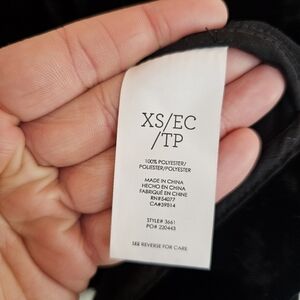 XS/EC
/TP
100% POLYESTER/
POLIESTER/POLYESTER
MADE IN CHINA
HECHO EN CHINA
FABRIQUÉ EN CHINE
RN#54077
CA#39814
STYLE# 3661
PO# 220443
SEE REVERSE FOR CARE